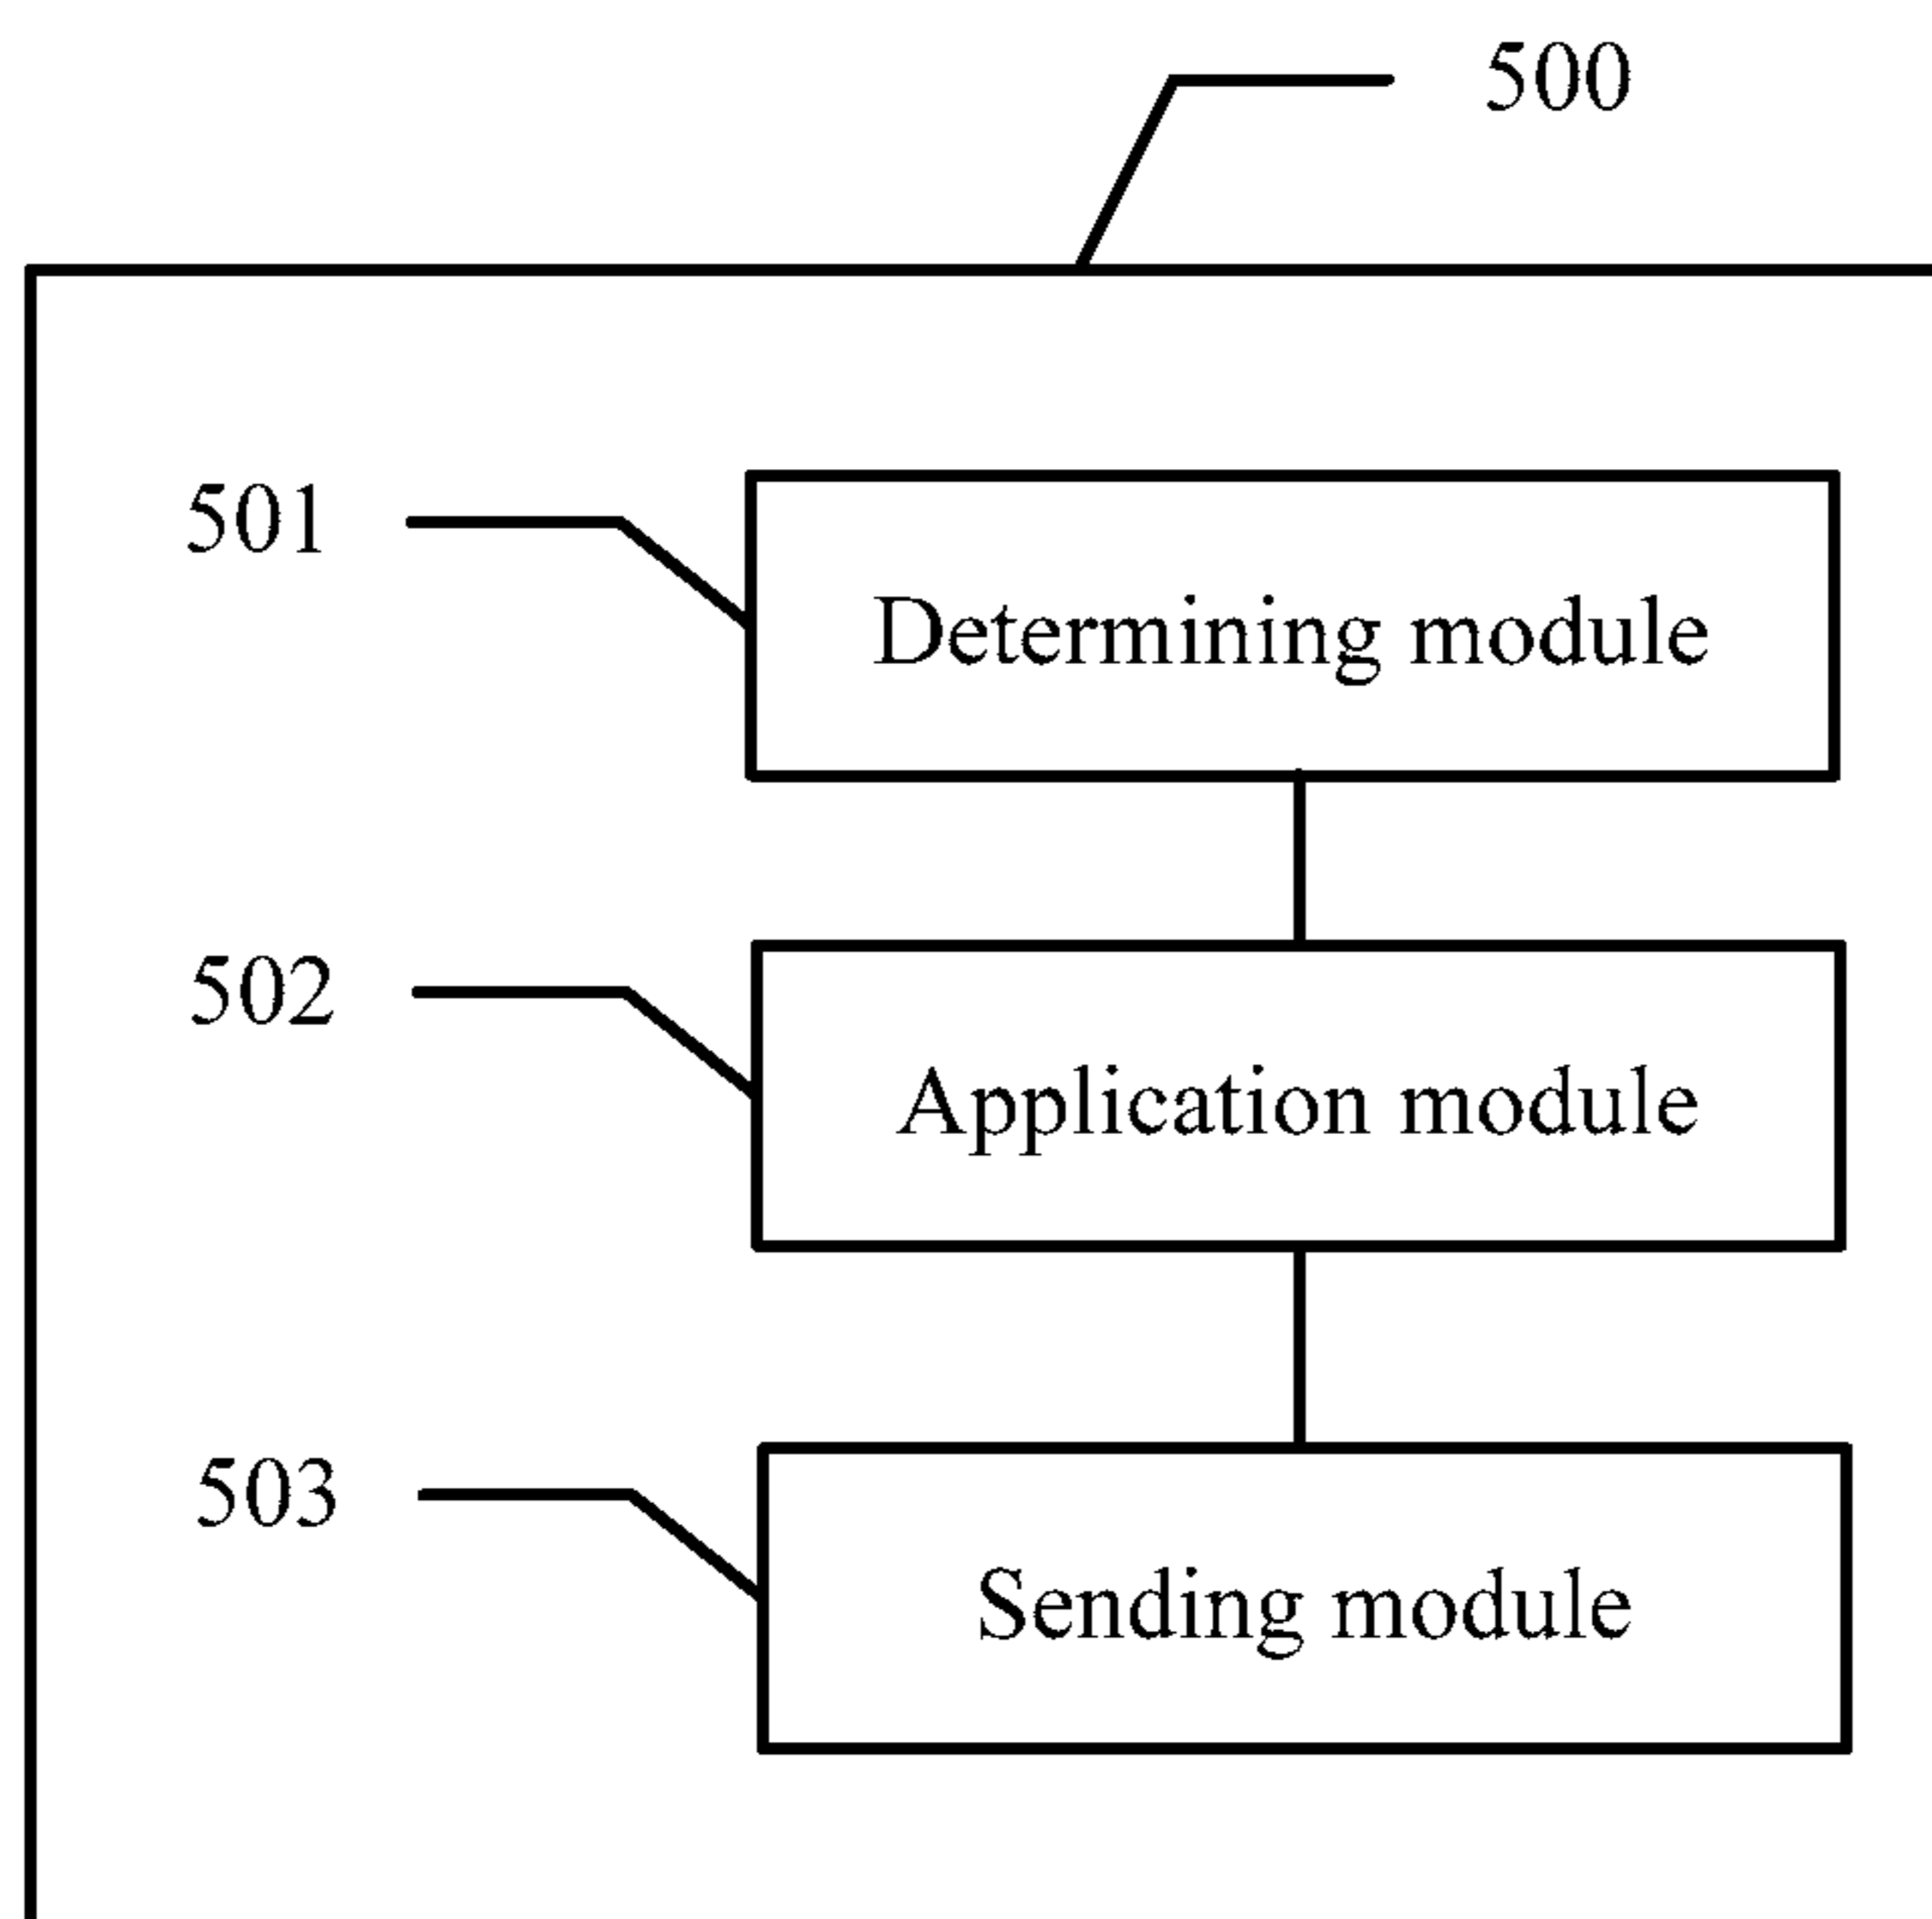 500
501
Determining module
502
Application module
503
Sending module